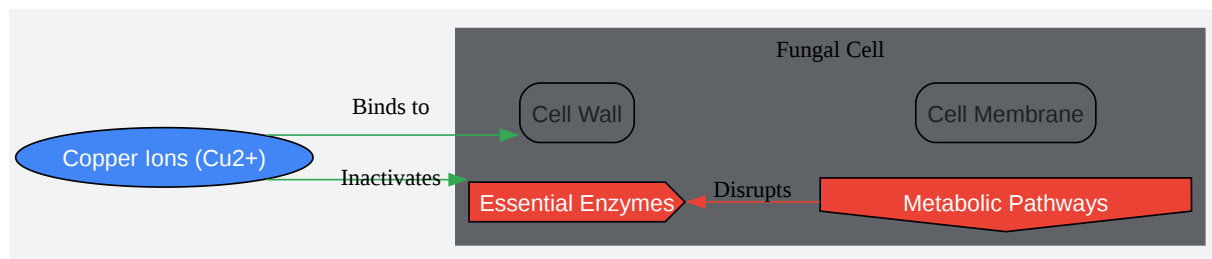 Fungal Cell
Binds to
Cell Wall
Cell Membrane
Copper Ions (Cu2+)
Inactivates
Essential Enzymes
Disrupts
Metabolic Pathways